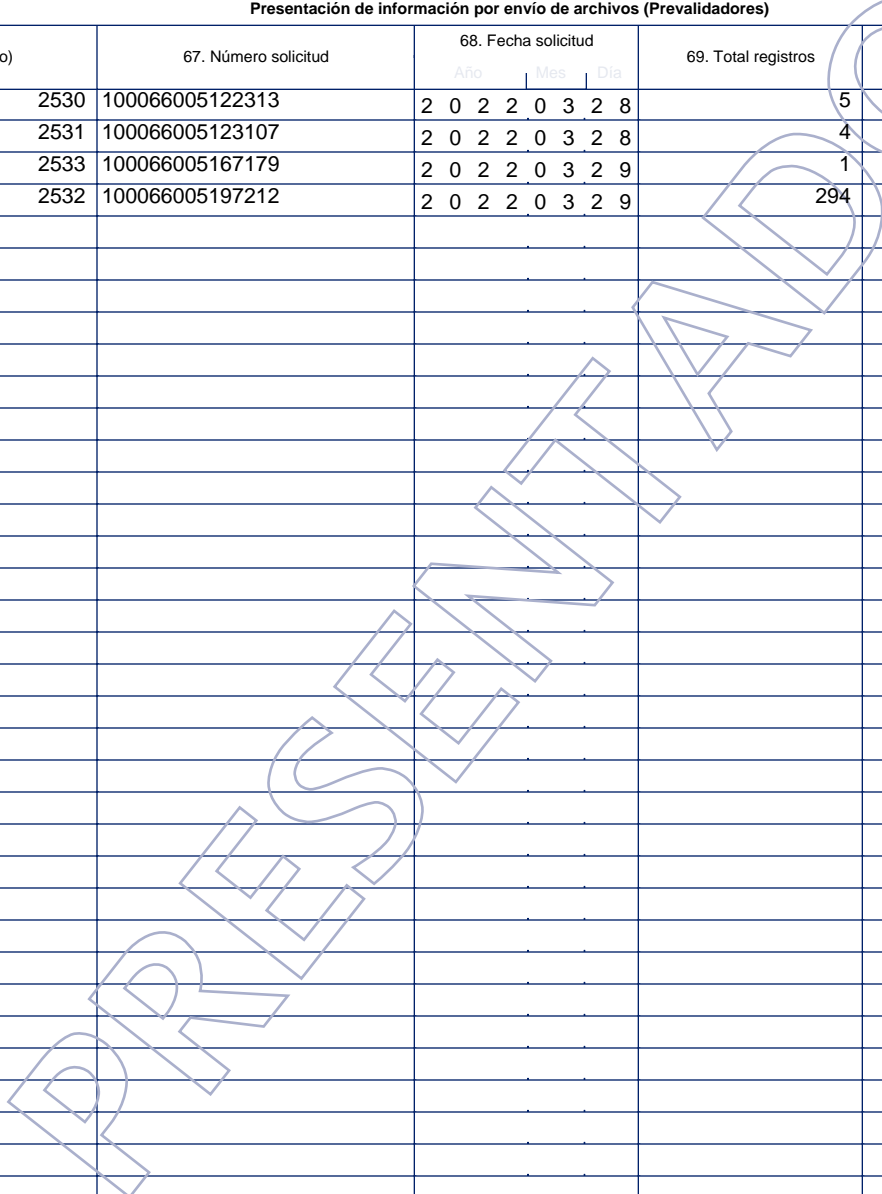 Presentación de información por envío de archivos (Prevalidadores)
o) 67. Número solicitud 68. Fecha solicitud 69. Total registros
Año Mes Día
2530 100066005122313 2 0 2 2 0 3 2 8 5
2531 100066005123107 2 0 2 2 0 3 2 8 4
2533 100066005167179 2 0 2 2 0 3 2 9 1
2532 100066005197212 2 0 2 2 0 3 2 9 294
PRESENTADO